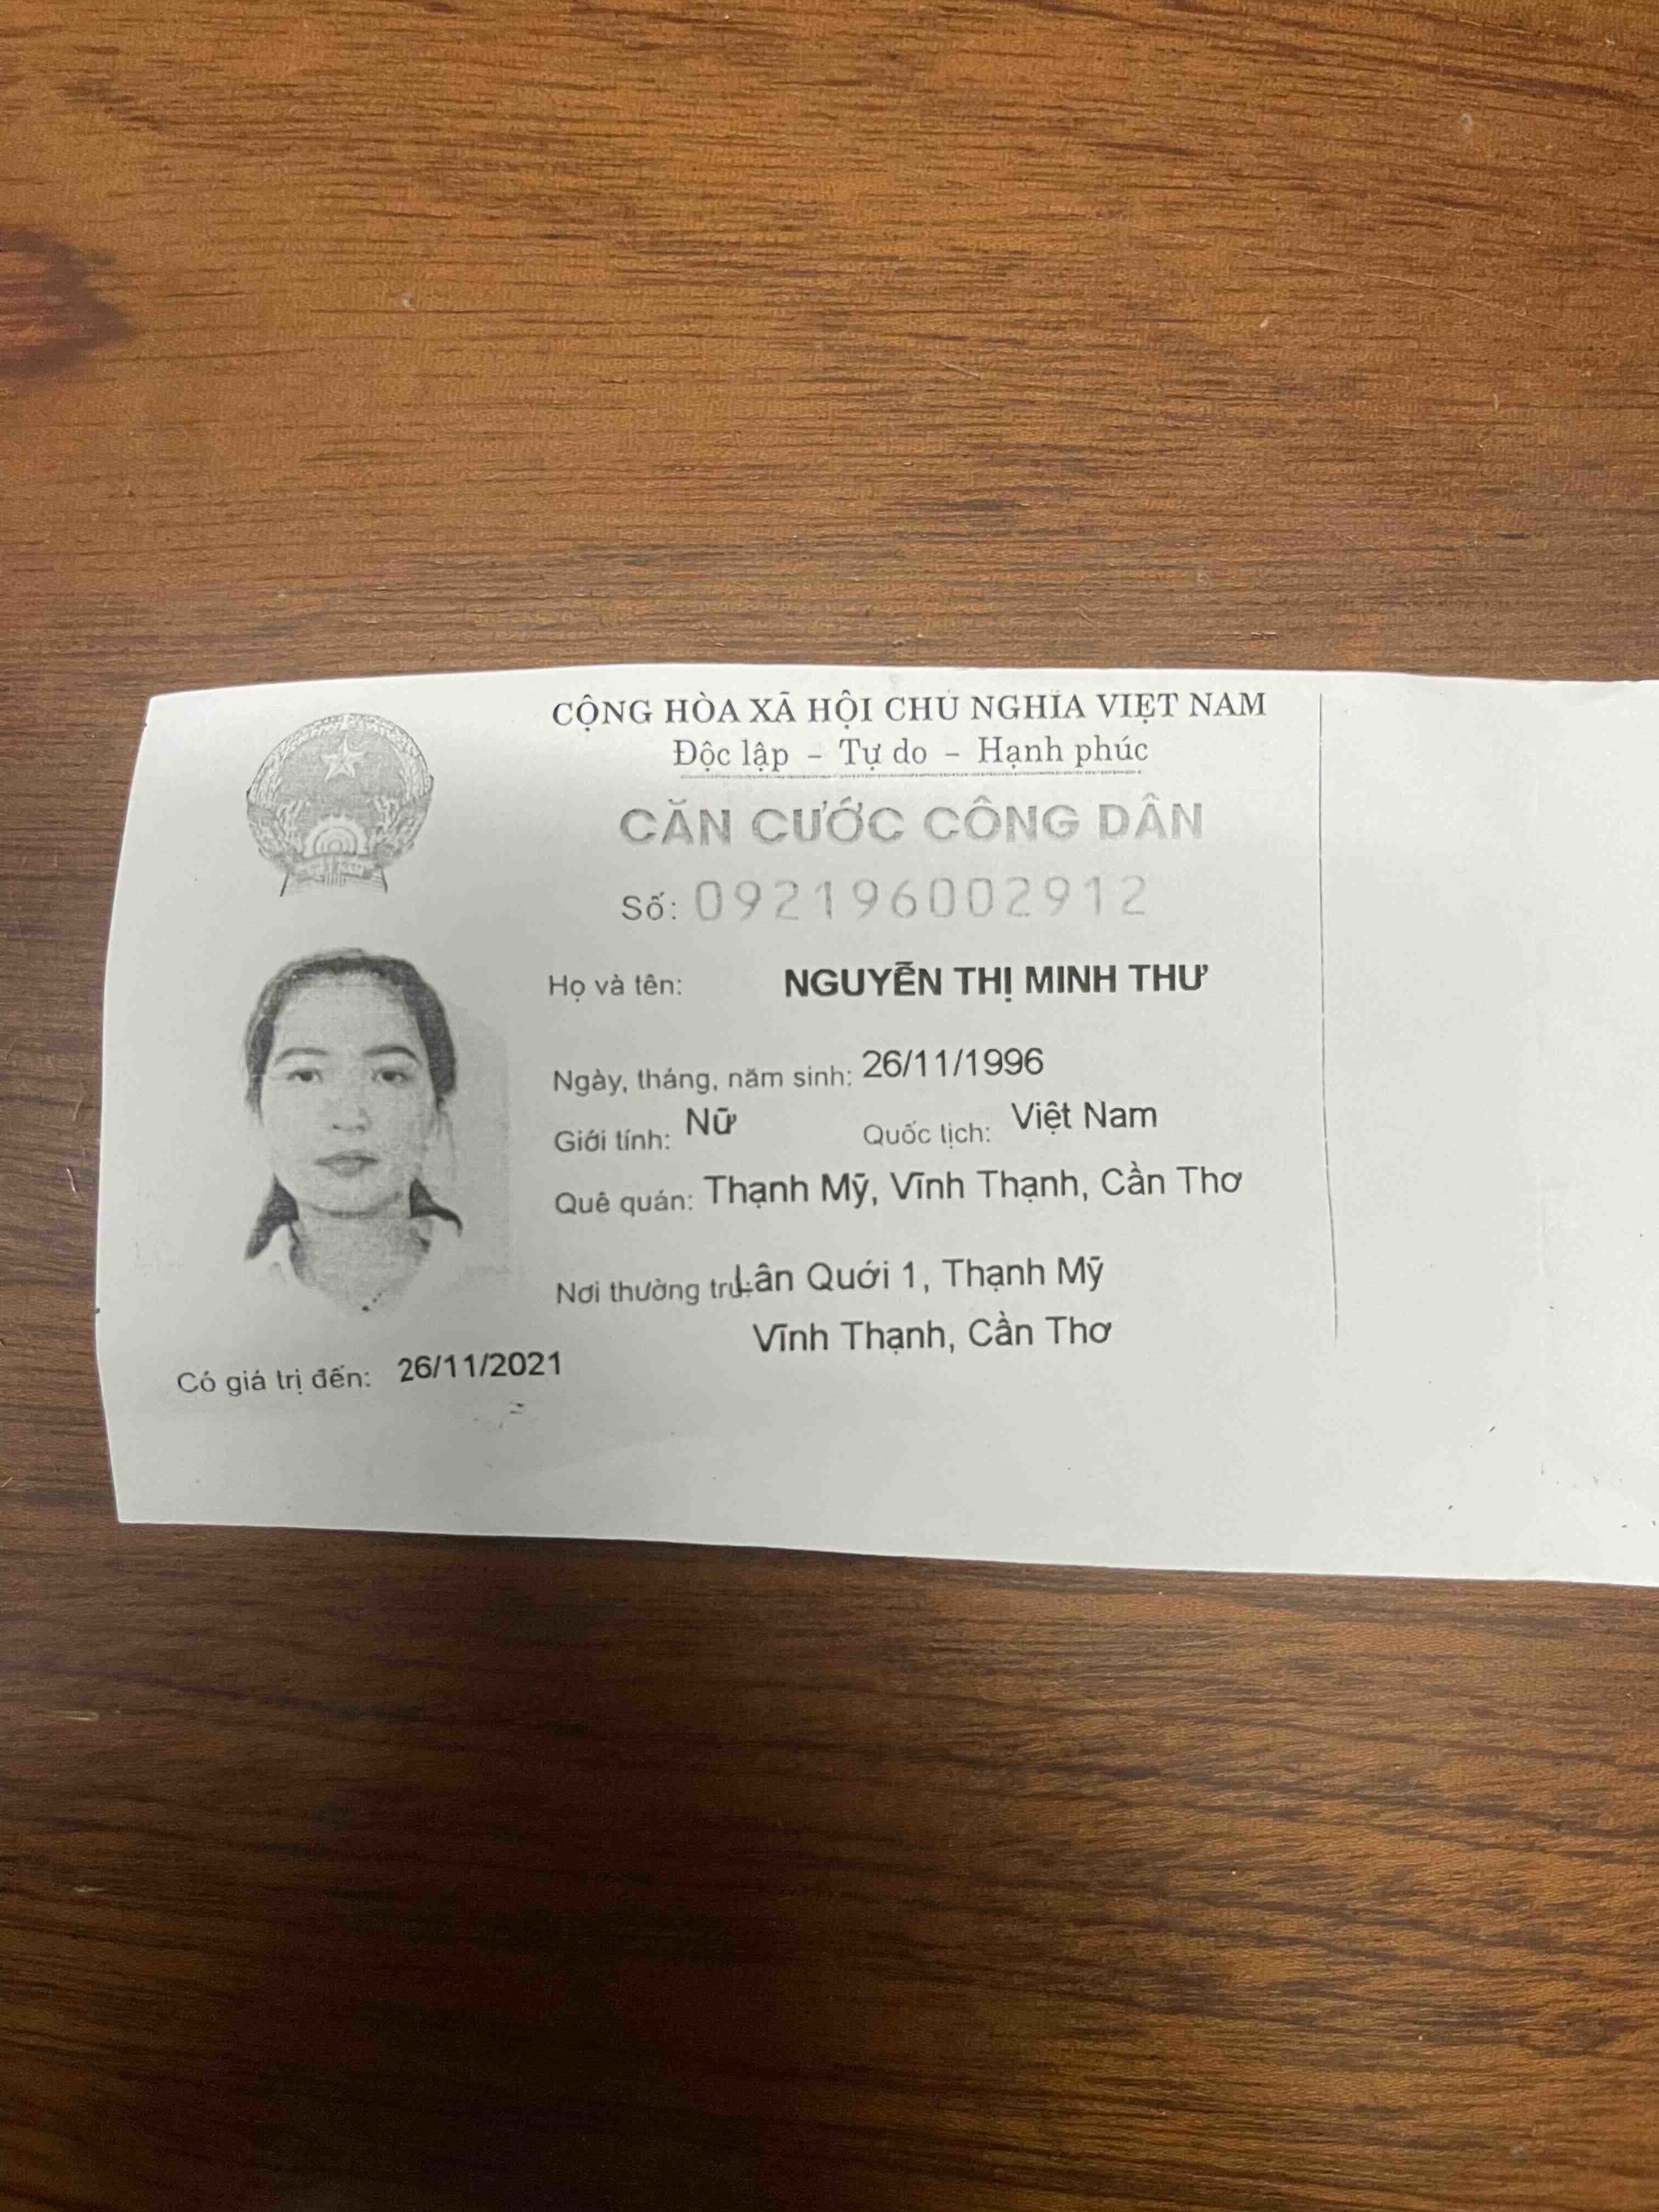 CỘNG HÒA XÃ HỘI CHỦ NGHĨA VIỆT NAM
Độc lập - Tự do - Hạnh phúc
CĂN CƯỚC CÔNG DÂN
Số: 092196002912
Họ và tên: NGUYỄN THỊ MINH THƯ
Ngày, tháng, năm sinh: 26/11/1996
Giới tính: Nữ Quốc tịch: Việt Nam
Quê quán: Thạnh Mỹ, Vĩnh Thạnh, Cần Thơ
Nơi thường trú: Lân Quới 1, Thạnh Mỹ
Vĩnh Thạnh, Cần Thơ
Có giá trị đến: 26/11/2021